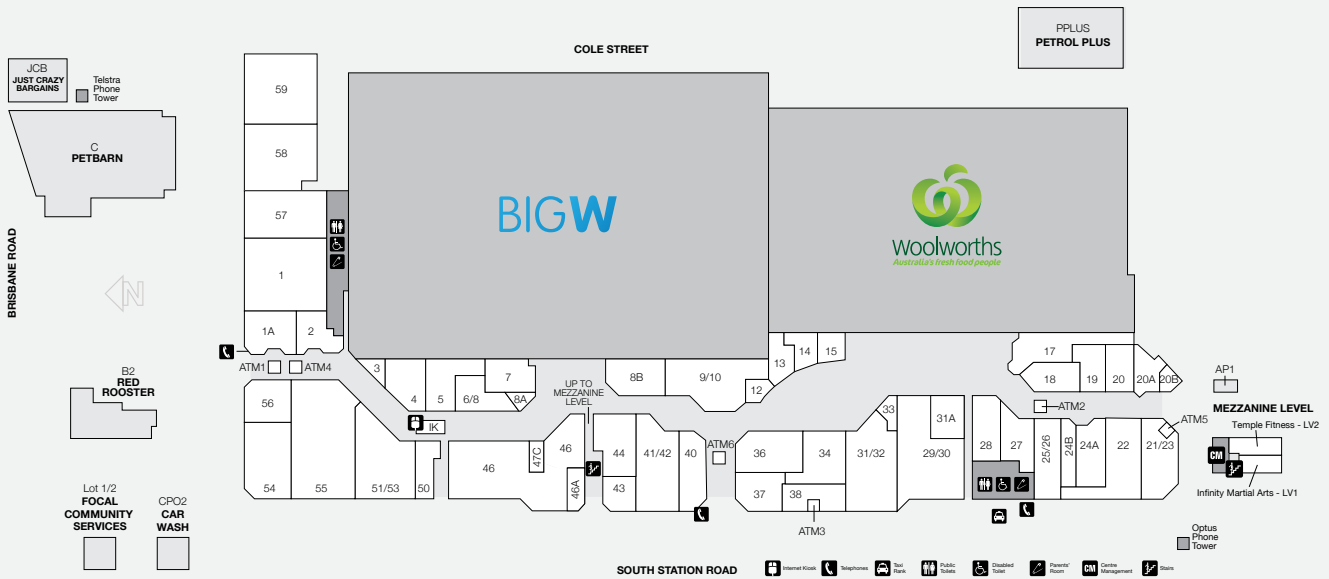 COLE STREET
PPLUS
PETROL PLUS
JCB
JUST CRAZY
BARGAINS
Telstra
Phone
Tower
C
PETBARN
BRISBANE ROAD
N
59
58
57
1
1A
2
BIGW
Woolworths
Australia's fresh food people
ATM1
ATM4
3
4
5
6/8
7
8A
UP TO
MEZZANINE
LEVEL
8B
9/10
12
13
14
15
17
18
19
20
20A
20B
AP1
B2
RED
ROOSTER
56
54
55
51/53
50
IK
46
47C
46
46A
44
43
41/42
40
ATM6
36
37
38
34
ATM3
31/32
33
31A
29/30
28
27
ATM2
25/26
24B
24A
22
21/23
ATM5
MEZZANINE LEVEL
Temple Fitness - LV2
CM
Infinity Martial Arts - LV1
Lot 1/2
FOCAL
COMMUNITY
SERVICES
CPO2
CAR
WASH
Optus
Phone
Tower
SOUTH STATION ROAD
Internet Kiosk
Telephones
Taxi
Rank
Public
Toilets
Disabled
Toilet
Parents'
Room
CM
Centre
Management
Stairs